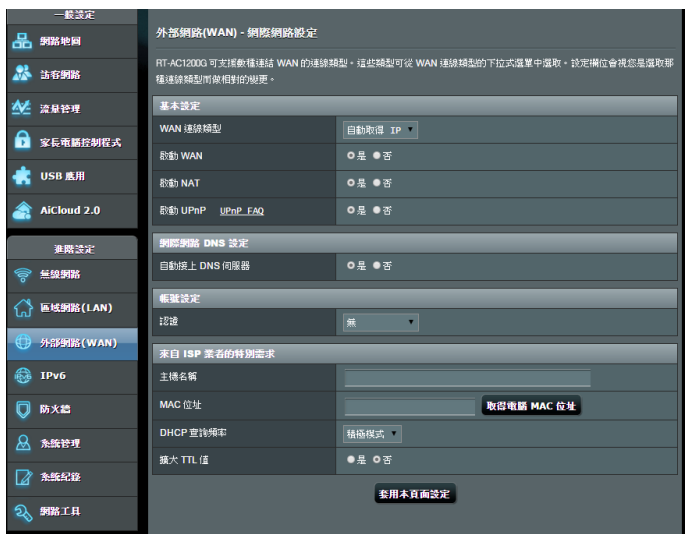 一般設定
網路地圖
訪客網路
流量管理
家長電腦控制程式
USB 應用
AiCloud 2.0
進階設定
無線網路
區域網路(LAN)
外部網路(WAN)
IPv6
防火牆
系統管理
系統紀錄
網路工具
外部網路(WAN) - 網際網路設定
RT-AC1200G 可支援數種連結 WAN 的連線類型。這些類型可從 WAN 連線類型的下拉式選單中選取。設定欄位會視您是選取那
種連線類型而做相對的變更。
基本設定
WAN 連線類型 自動取得 IP
啟動 WAN 是 否
啟動 NAT 是 否
啟動 UPnP UPnP FAQ 是 否
網際網路 DNS 設定
自動接上 DNS 伺服器 是 否
帳號設定
認證 無
來自 ISP 業者的特別需求
主機名稱
MAC 位址 取得電腦 MAC 位址
DHCP 查詢頻率 積極模式
擴大 TTL 值 是 否
套用本頁面設定